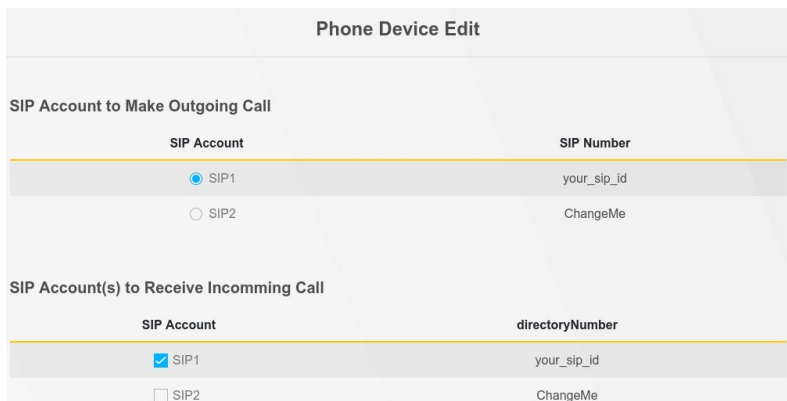 Phone Device Edit
SIP Account to Make Outgoing Call
SIP Account SIP Number
SIP1 your_sip_id
SIP2 ChangeMe
SIP Account(s) to Receive Incomming Call
SIP Account directoryNumber
SIP1 your_sip_id
SIP2 ChangeMe